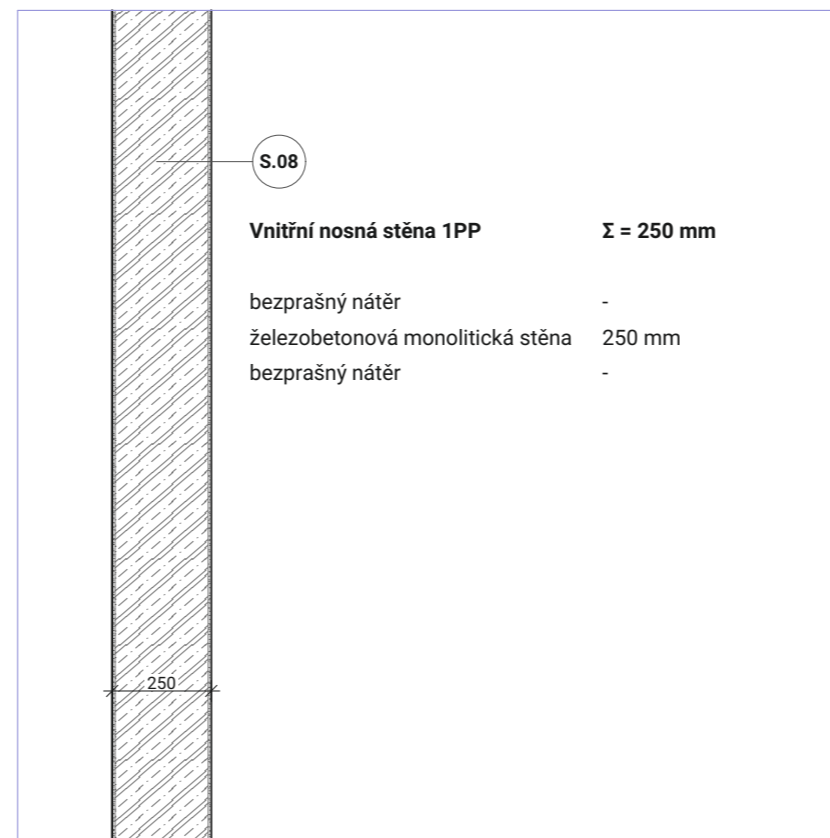 S.08
Vnitřní nosná stěna 1PP Σ = 250 mm
bezprašný nátěr -
železobetonová monolitická stěna 250 mm
bezprašný nátěr -
250